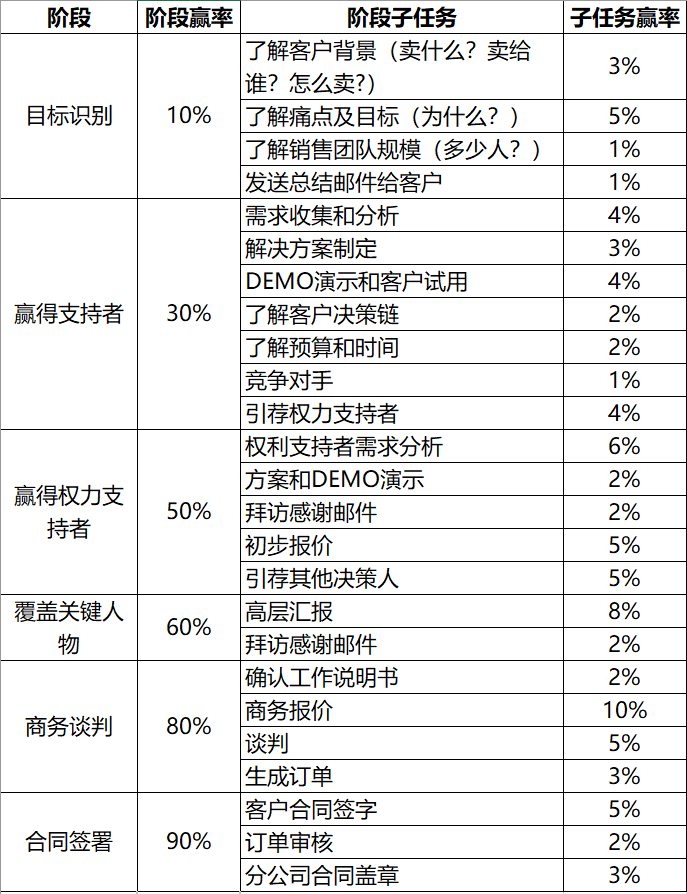 阶段 阶段赢率 阶段子任务 子任务赢率
目标识别 10% 了解客户背景（卖什么？卖给
谁？怎么卖?） 3%
了解痛点及目标（为什么？） 5%
了解销售团队规模（多少人？） 1%
发送总结邮件给客户 1%
赢得支持者 30% 需求收集和分析 4%
解决方案制定 3%
DEMO演示和客户试用 4%
了解客户决策链 2%
了解预算和时间 2%
竞争对手 1%
引荐权力支持者 4%
赢得权力支
持者 50% 权利支持者需求分析 6%
方案和DEMO演示 2%
拜访感谢邮件 2%
初步报价 5%
引荐其他决策人 5%
覆盖关键人
物 60% 高层汇报 8%
拜访感谢邮件 2%
商务谈判 80% 确认工作说明书 2%
商务报价 10%
谈判 5%
生成订单 3%
合同签署 90% 客户合同签字 5%
订单审核 2%
分公司合同盖章 3%